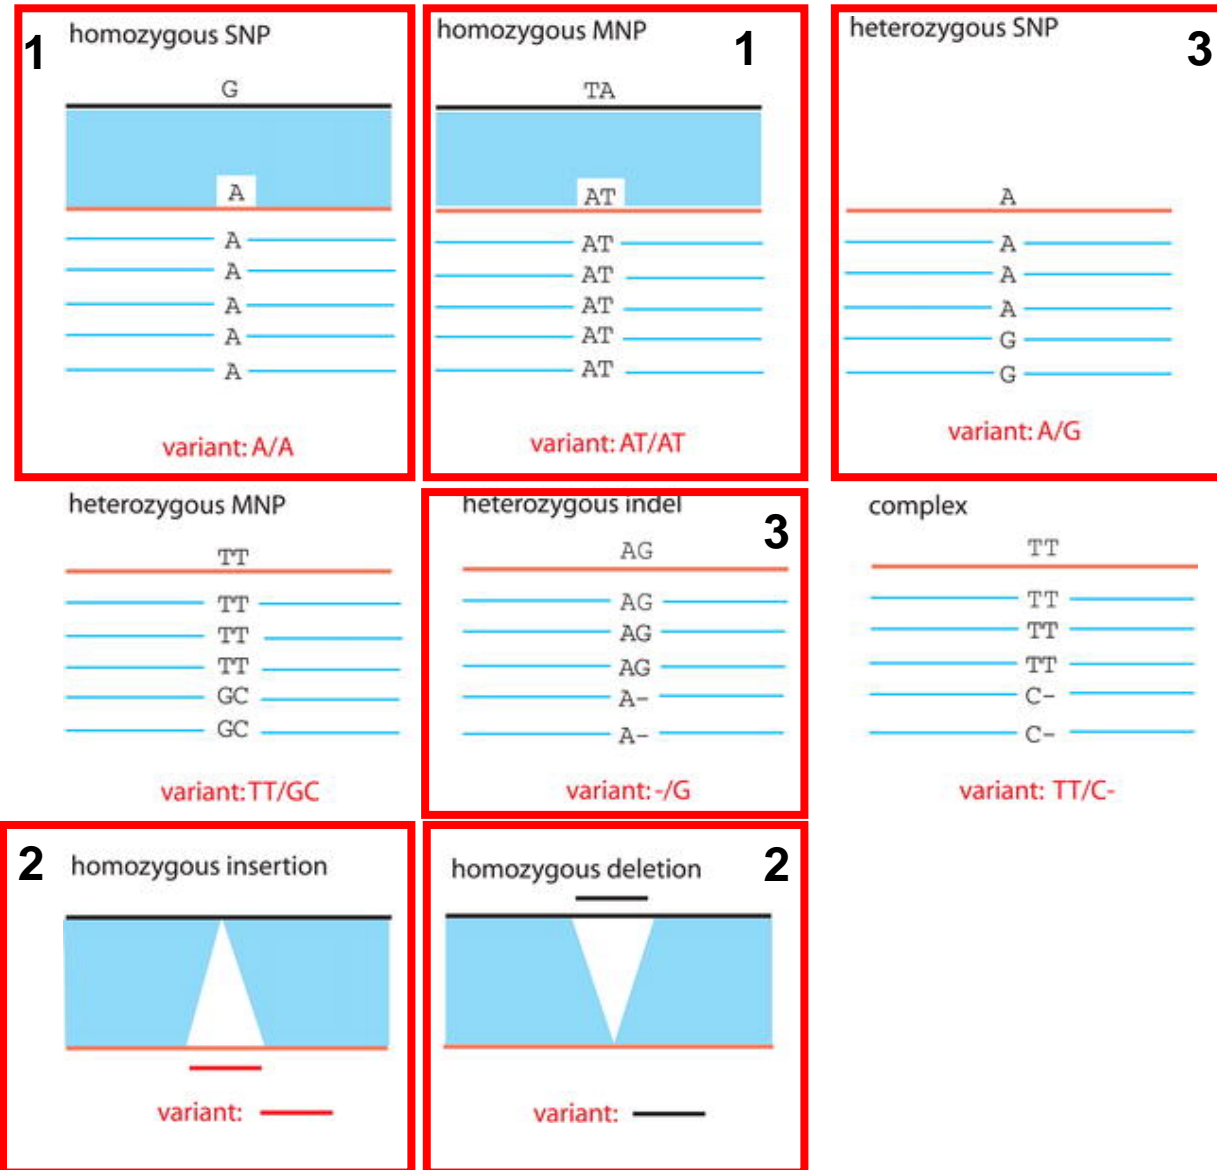 1
homozygous SNP
G
A
A
A
A
A
A
variant: A/A
homozygous MNP
1
TA
AT
AT
AT
AT
AT
AT
variant: AT/AT
heterozygous SNP
3
A
A
A
A
G
G
variant: A/G
heterozygous MNP
TT
TT
TT
TT
GC
GC
variant: TT/GC
heterozygous indel
3
AG
AG
AG
AG
A-
A-
variant: -/G
complex
TT
TT
TT
TT
C-
C-
variant: TT/C-
2
homozygous insertion
variant:
homozygous deletion
2
variant: